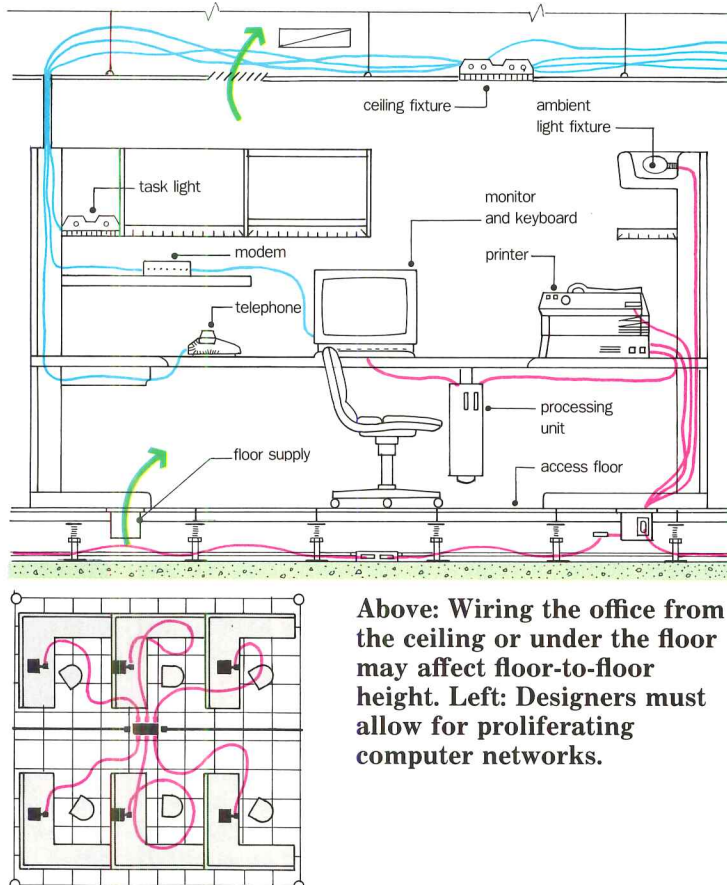 ceiling fixture
ambient
light fixture
task light
monitor
and keyboard
modem
printer
telephone
processing
unit
floor supply
access floor
Above: Wiring the office from
the ceiling or under the floor
may affect floor-to-floor
height. Left: Designers must
allow for proliferating
computer networks.